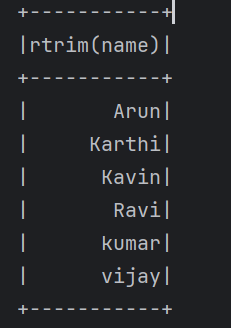 +-----------+
|rtrim(name)|
+-----------+
|       Arun|
|     Karthi|
|      Kavin|
|       Ravi|
|      kumar|
|      vijay|
+-----------+